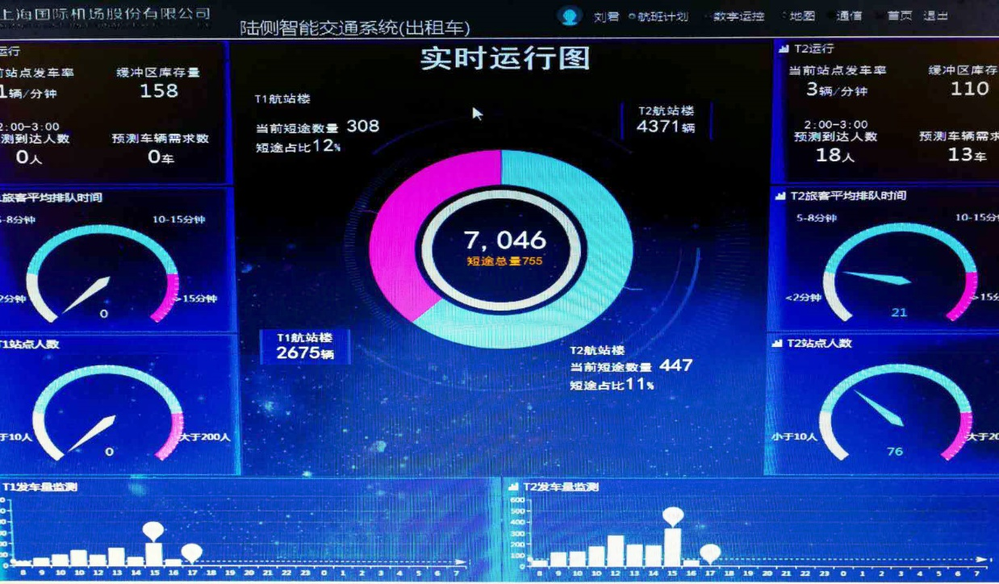 上海国际机场股份有限公司
陆侧智能交通系统(出租车)
刘君 航班计划 数字运控 地图 通信 首页 退出
实时运行图
运行
前站点发车率 缓冲区库存量
1辆/分钟 158
2:00-3:00
测到达人数 预测车辆需求数
0人 0车
T1航站楼
当前短途数量 308
短途占比12%
T2航站楼
4371辆
7,046
短途总量755
T1航站楼
2675辆
T2航站楼
当前短途数量 447
短途占比11%
T2运行
当前站点发车率 缓冲区库存
3辆/分钟 110
2:00-3:00
预测到达人数 预测车辆需求
18人 13车
旅客平均排队时间
5-8分钟 10-15分钟
2分钟 >15分钟
0
T1站点人数
于10人 大于200人
0
T2旅客平均排队时间
5-8分钟 10-15分
<2分钟 >15分
21
T2站点人数
小于10人 大于20
76
T1发车量监测
8 9 10 10 12 13 14 15 16 17 18 19 20 21 22 23 0 1 2 3 4 5 6 7
T2发车量监测
600
500
400
300
200
100
0
8 9 10 10 12 13 14 15 16 17 18 19 20 21 22 23 0 1 2 3 4 5 6 7